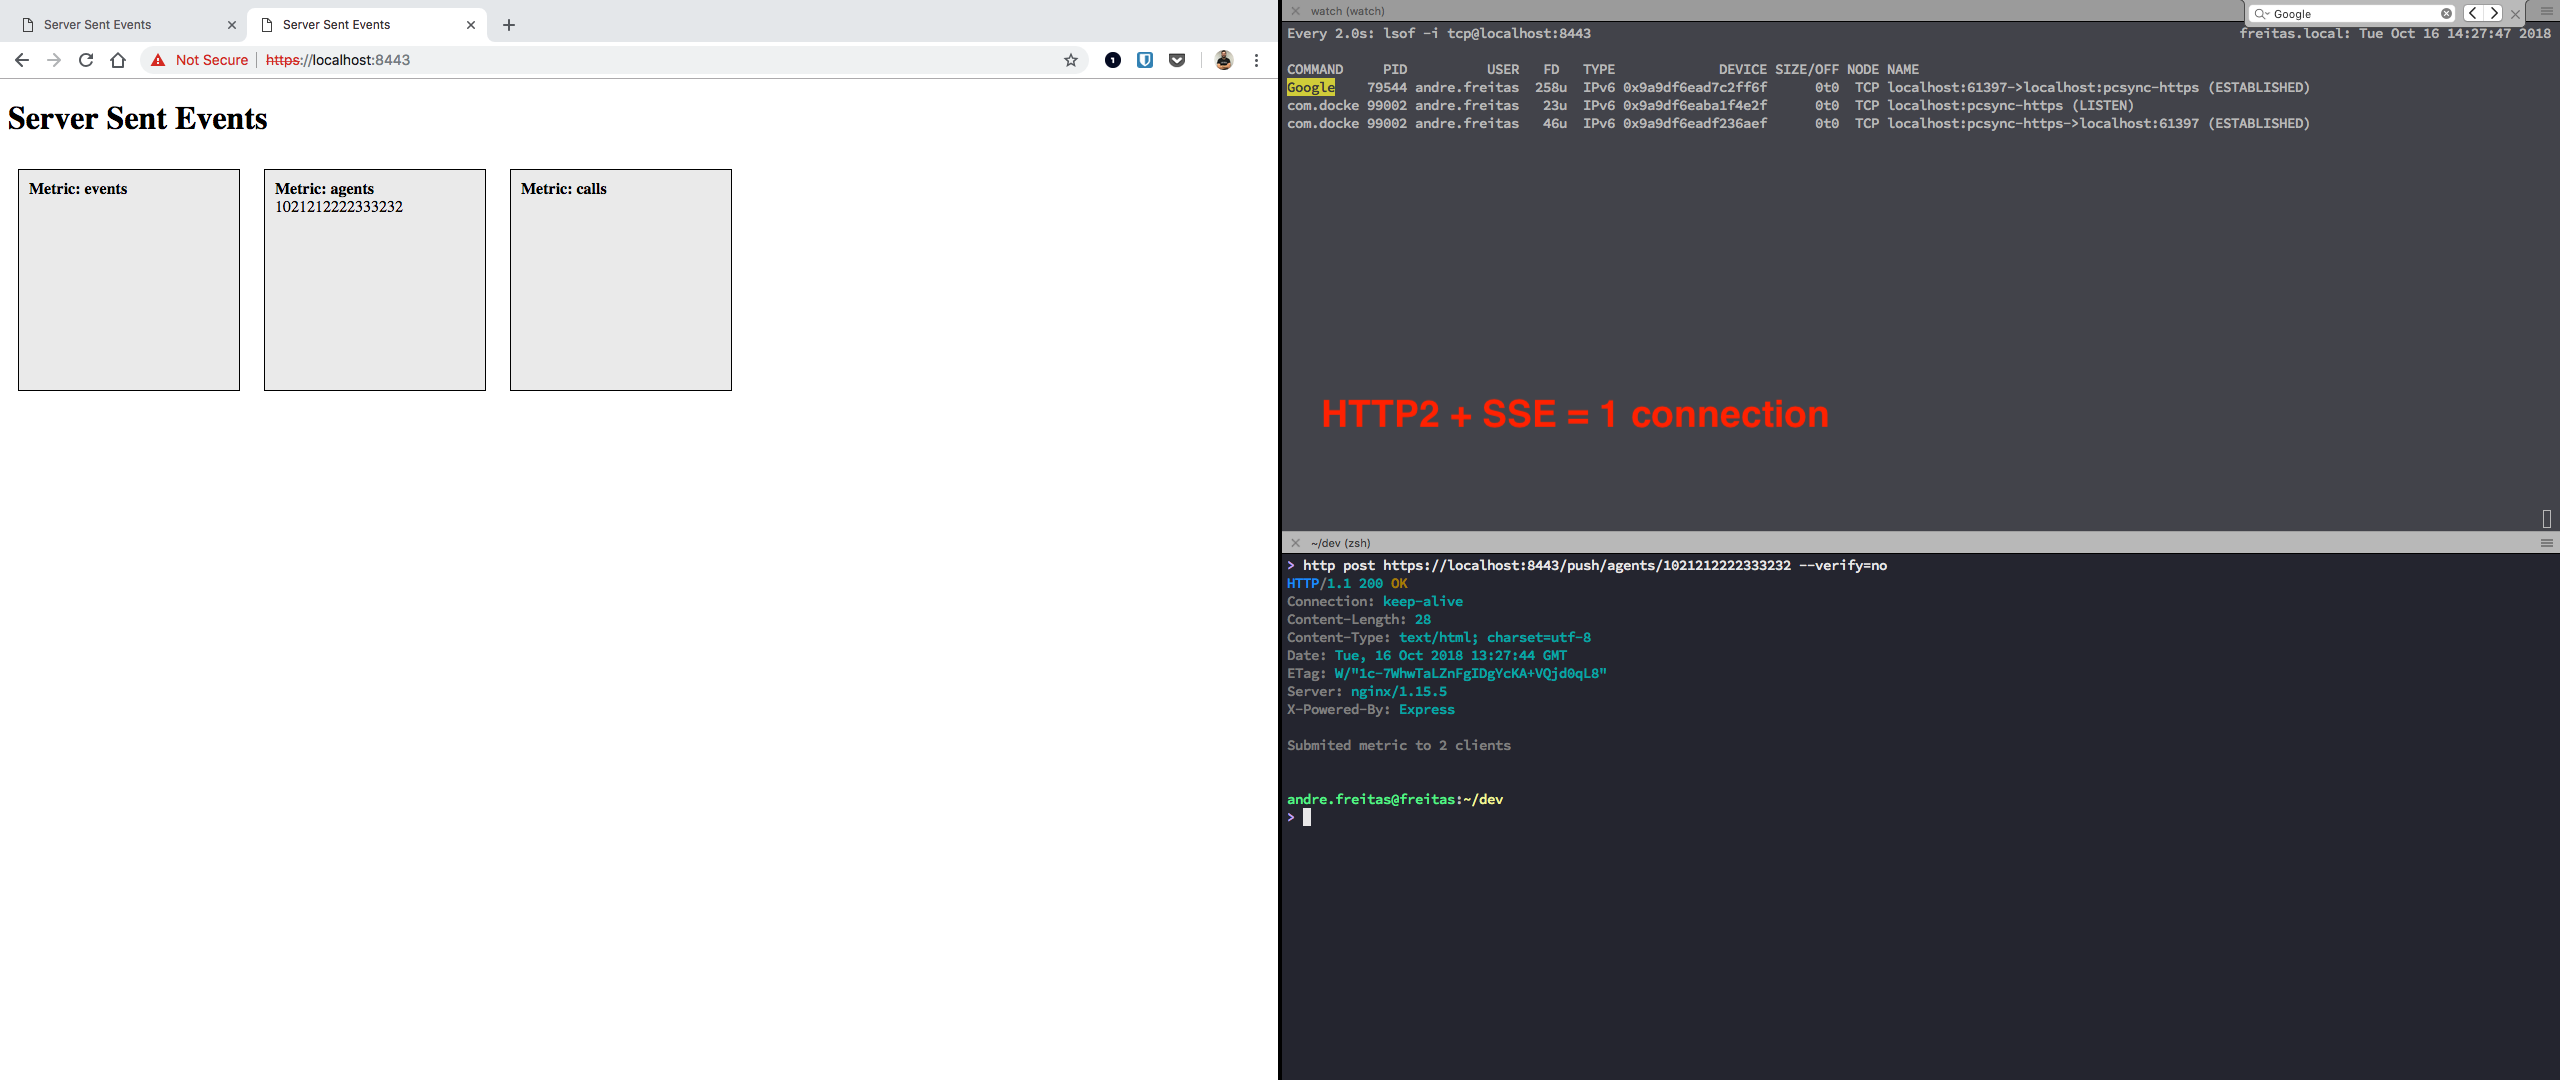 Server Sent Events
Server Sent Events
Not Secure https://localhost:8443
1
Server Sent Events
Metric: events
Metric: agents
1021212222333232
Metric: calls
watch (watch)
Google
Every 2.0s: lsof -i tcp@localhost:8443 freitas.local: Tue Oct 16 14:27:47 2018
COMMAND PID USER FD TYPE DEVICE SIZE/OFF NODE NAME
Google 79544 andre.freitas 258u IPv6 0x9a9df6ead7c2ff6f 0t0 TCP localhost:61397->localhost:pcsync-https (ESTABLISHED)
com.docke 99002 andre.freitas 23u IPv6 0x9a9df6eaba1f4e2f 0t0 TCP localhost:pcsync-https (LISTEN)
com.docke 99002 andre.freitas 46u IPv6 0x9a9df6eadf236aef 0t0 TCP localhost:pcsync-https->localhost:61397 (ESTABLISHED)
HTTP2 + SSE = 1 connection
~/dev (zsh)
> http post https://localhost:8443/push/agents/1021212222333232 --verify=no
HTTP/1.1 200 OK
Connection: keep-alive
Content-Length: 28
Content-Type: text/html; charset=utf-8
Date: Tue, 16 Oct 2018 13:27:44 GMT
ETag: W/"1c-7WhwTaLZnFgIDgYcKA+VQjd0qL8"
Server: nginx/1.15.5
X-Powered-By: Express
Submited metric to 2 clients
andre.freitas@freitas:~/dev
>